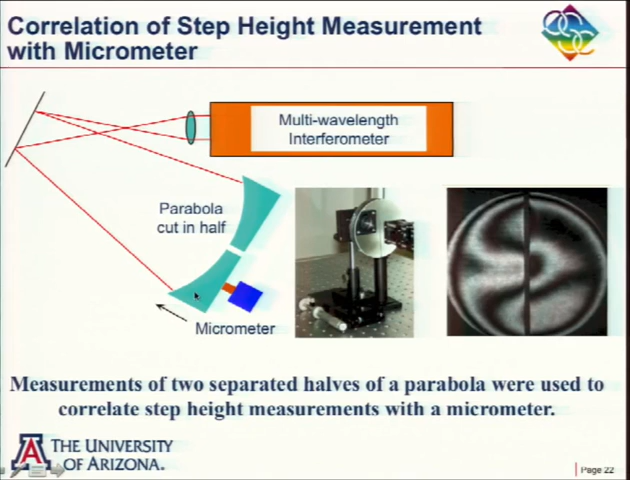 Correlation of Step Height Measurement
with Micrometer
Multi-wavelength
Interferometer
Parabola
cut in half
Micrometer
Measurements of two separated halves of a parabola were used to
correlate step height measurements with a micrometer.
A THE UNIVERSITY
OF ARIZONA.
Page 22